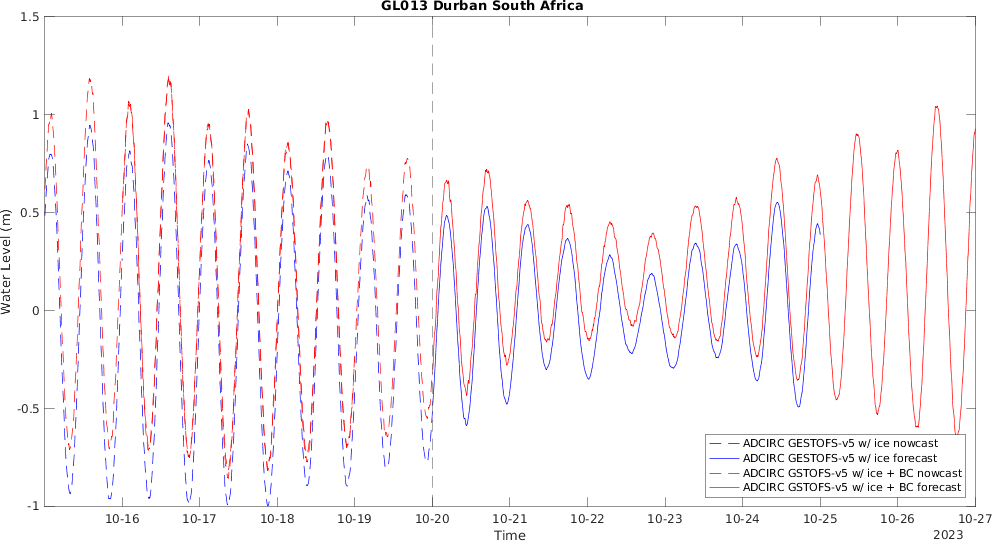 GL013 Durban South Africa
1.5
1
0.5
0
-0.5
-1
Water Level (m)
10-16 10-17 10-18 10-19 10-20 10-21 10-22 10-23 10-24 10-25 10-26 10-27
Time
2023
ADCIRC GESTOFS-v5 w/ ice nowcast
ADCIRC GESTOFS-v5 w/ ice forecast
ADCIRC GSTOFS-v5 w/ ice + BC nowcast
ADCIRC GSTOFS-v5 w/ ice + BC forecast